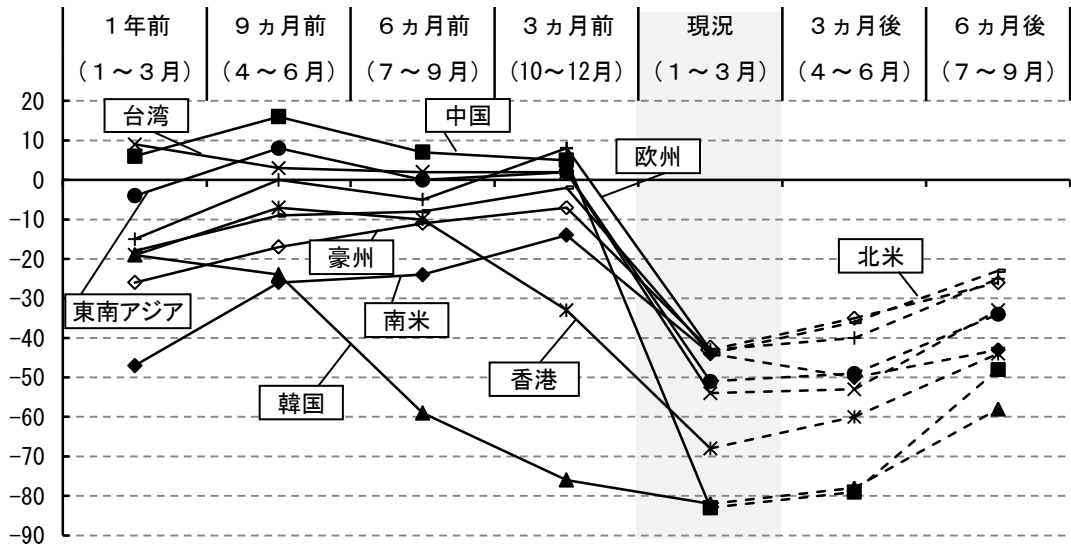 １年前 ９ヵ月前 ６ヵ月前 ３ヵ月前 現況 ３ヵ月後 ６ヵ月後
（１～３月） （４～６月） （７～９月） （10～12月） （１～３月） （４～６月） （７～９月）
20
台湾 中国
10
欧州
0
-10
豪州 北米
-20
-30
東南アジア 南米
-40
香港
-50
韓国
-60
-70
-80
-90